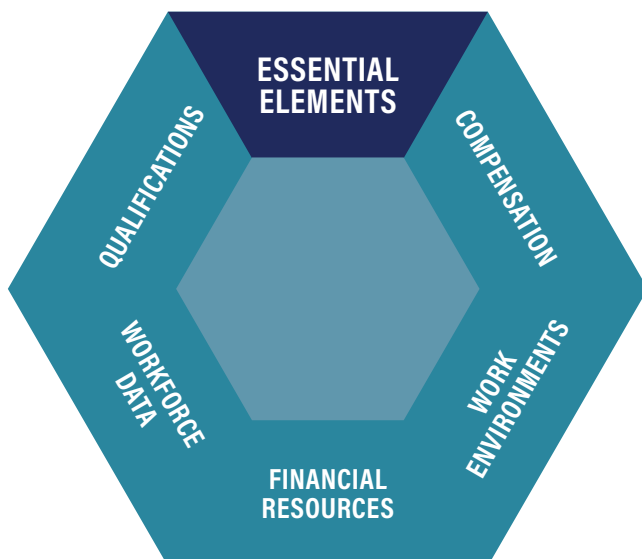 ESSENTIAL
ELEMENTS
COMPENSATION
WORK
ENVIRONMENTS
FINANCIAL
RESOURCES
WORKFORCE
DATA
QUALIFICATIONS